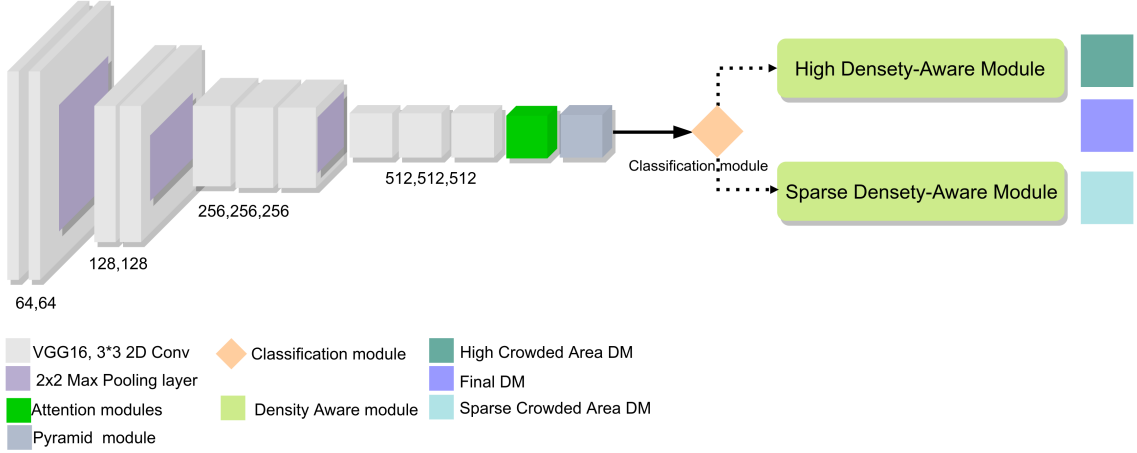 High Densety-Aware Module
Classification module
Sparse Densety-Aware Module
512,512,512
256,256,256
128,128
64,64
VGG16, 3*3 2D Conv
2x2 Max Pooling layer
Attention modules
Pyramid module
Classification module
Density Aware module
High Crowded Area DM
Final DM
Sparse Crowded Area DM